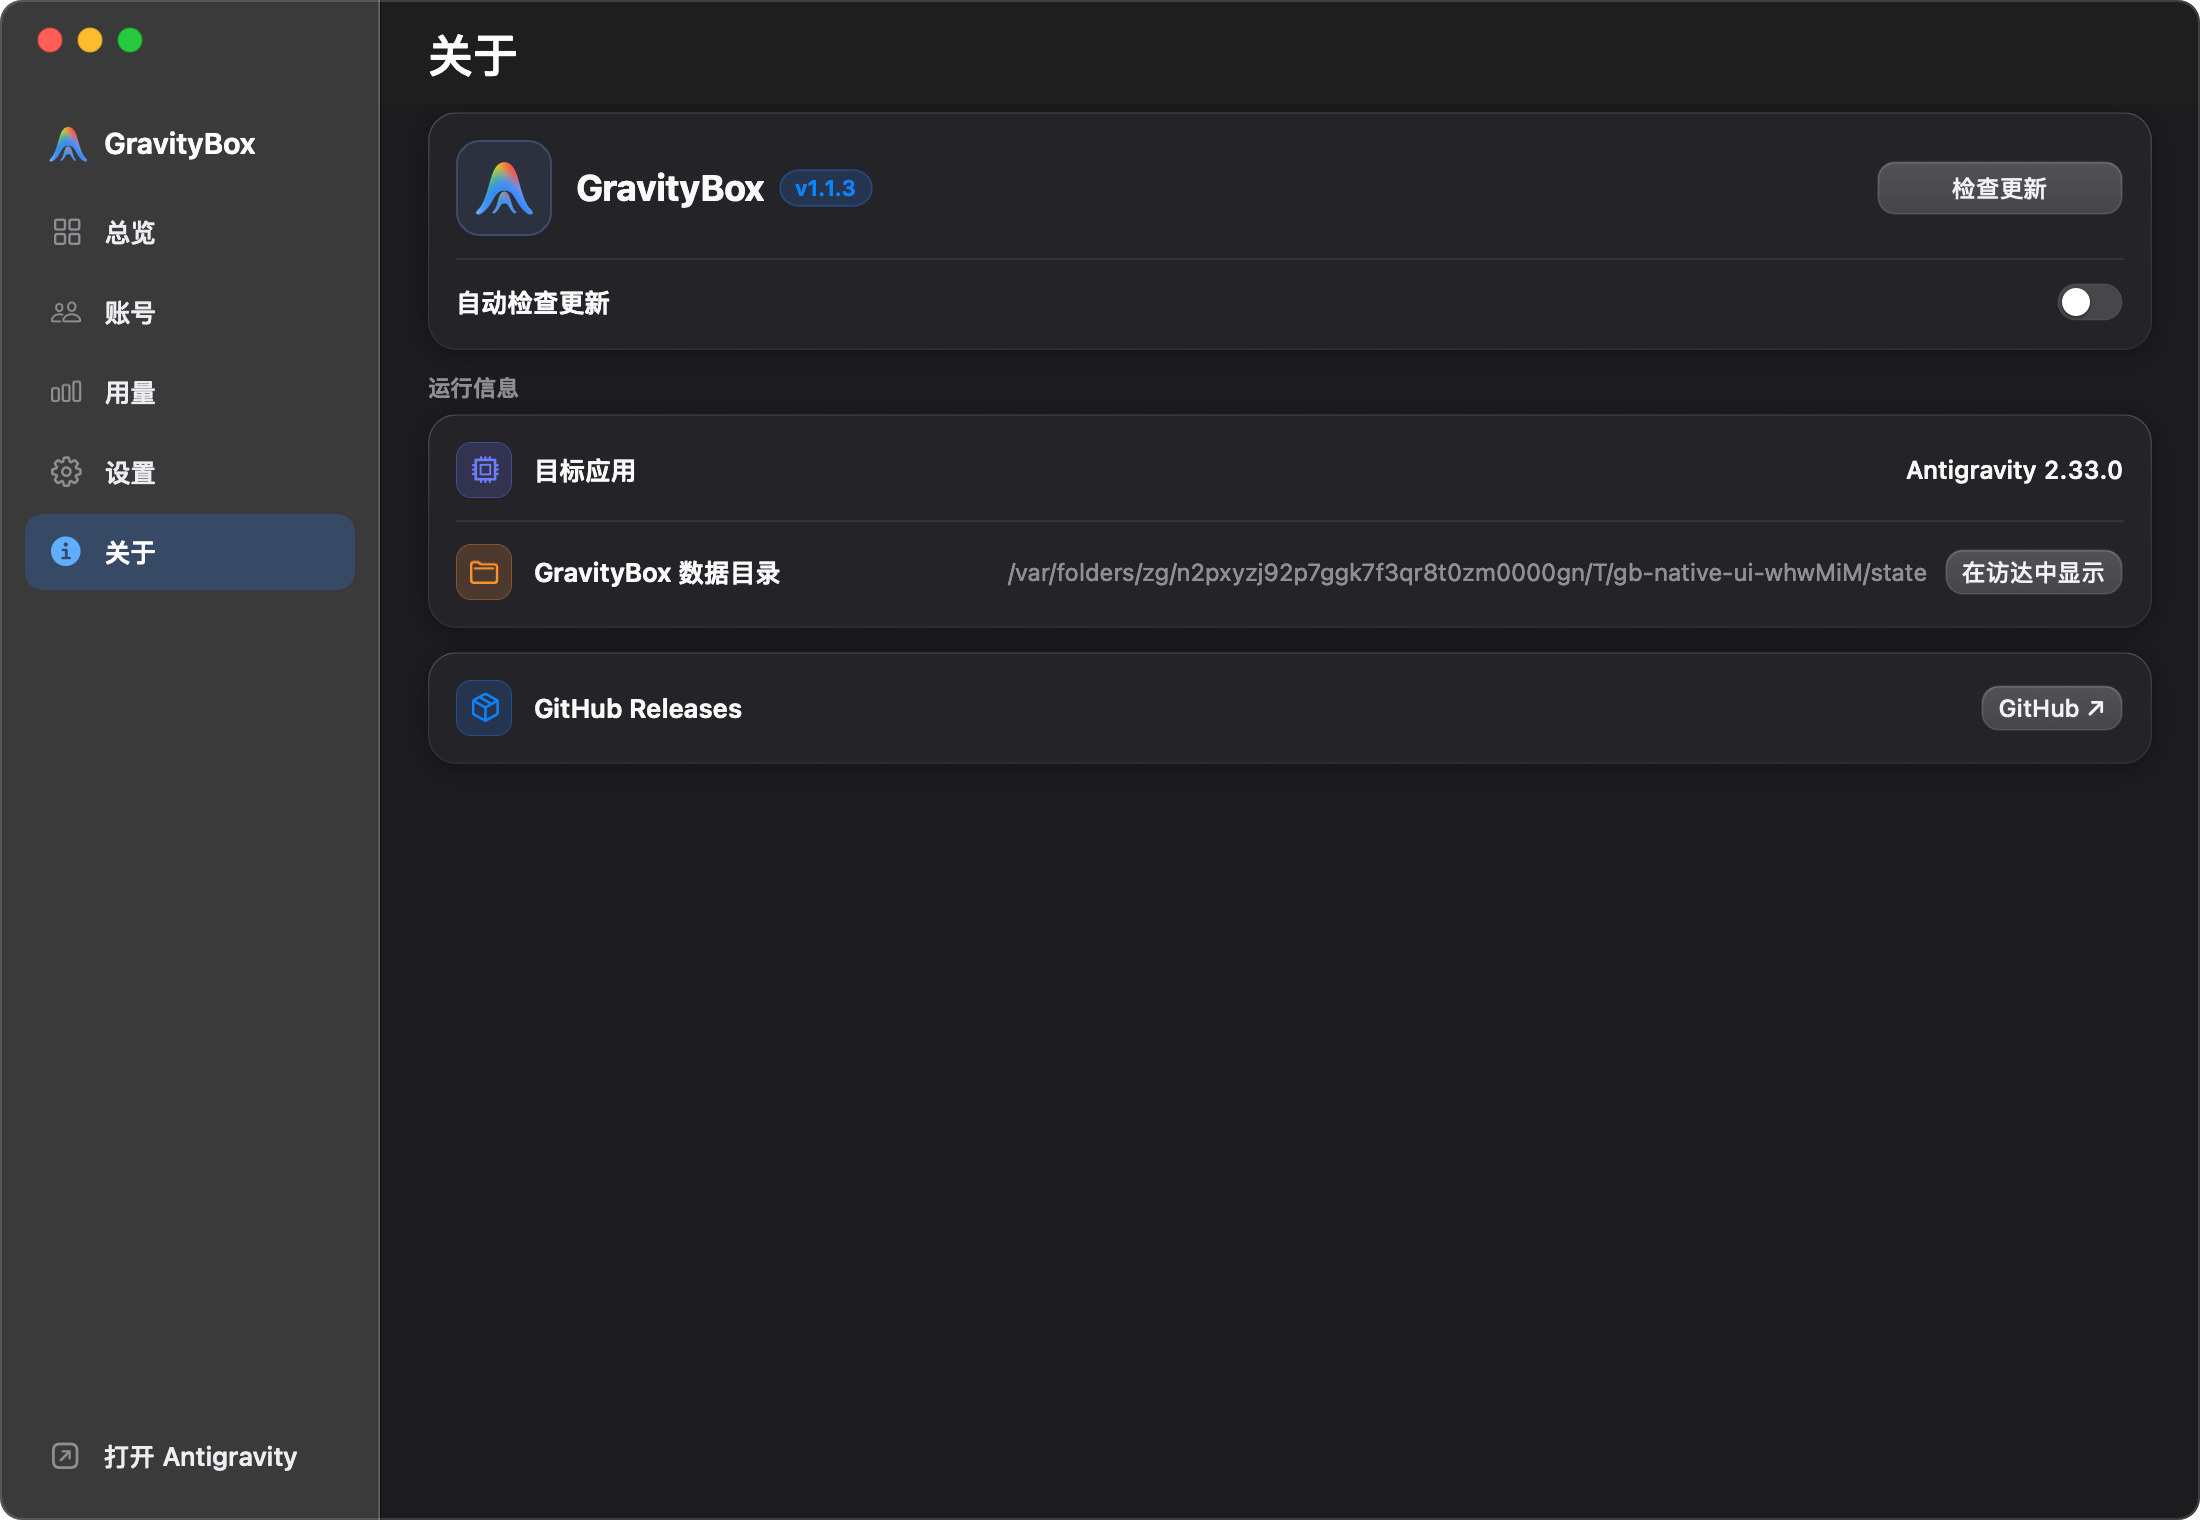 GravityBox
总览
账号
用量
设置
关于
打开 Antigravity
关于
GravityBox v1.1.3 检查更新
自动检查更新
运行信息
目标应用 Antigravity 2.33.0
GravityBox 数据目录 /var/folders/zg/n2pxyzj92p7ggk7f3qr8t0zm0000gn/T/gb-native-ui-whwMiM/state 在访达中显示
GitHub Releases GitHub ↗